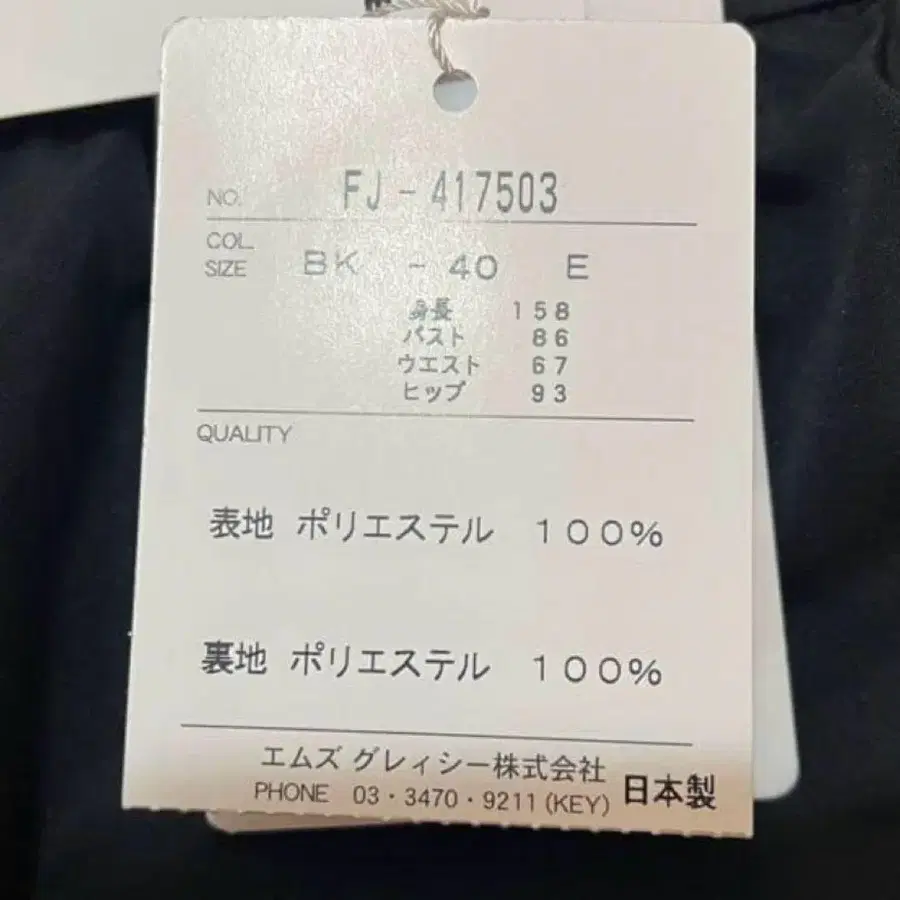 NO. FJ-417503
COL.
SIZE BK -40 E
身長 158
バスト 86
ウエスト 67
ヒップ 93
QUALITY
表地 ポリエステル 100%
裏地 ポリエステル 100%
エムズ グレィシー株式会社
PHONE 03・3470・9211(KEY) 日本製